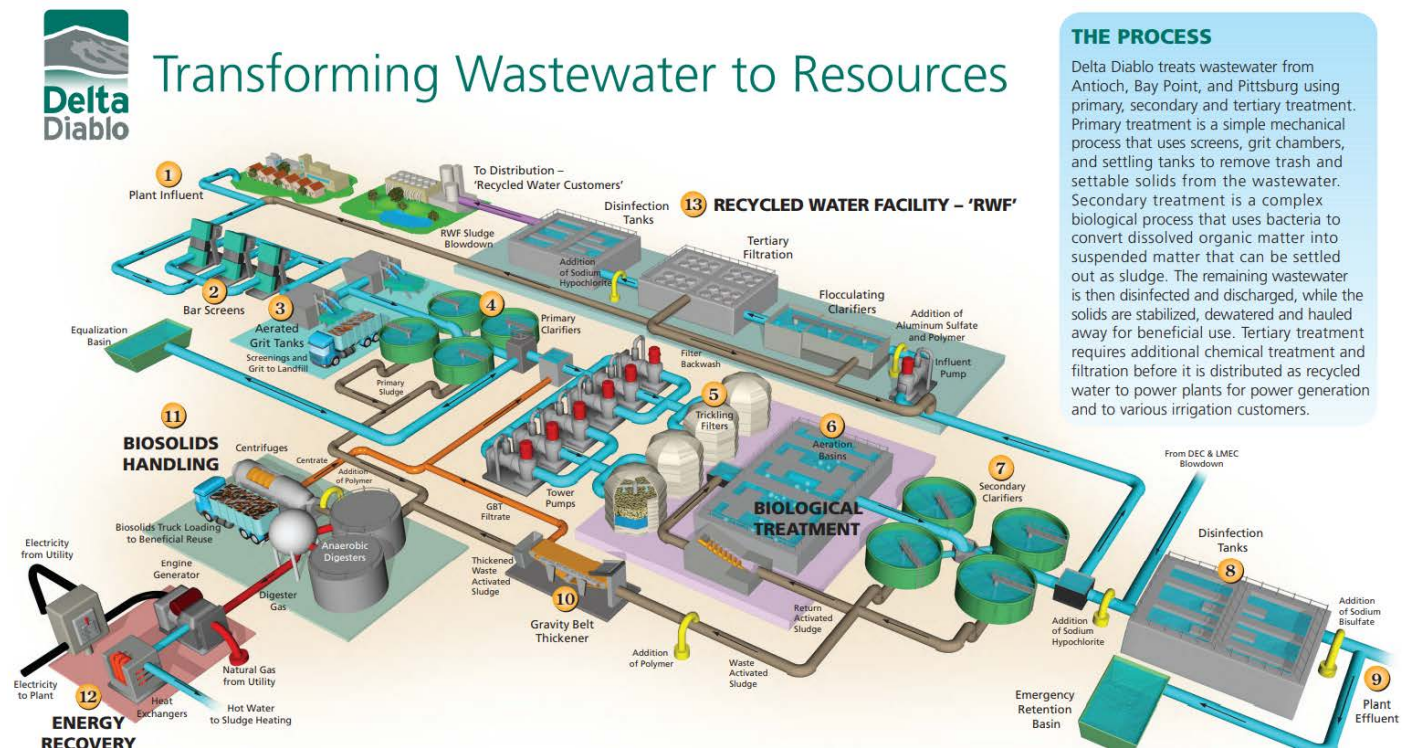 Delta
Diablo
Transforming Wastewater to Resources
THE PROCESS
Delta Diablo treats wastewater from
Antioch, Bay Point, and Pittsburg using
primary, secondary and tertiary treatment.
Primary treatment is a simple mechanical
process that uses screens, grit chambers,
and settling tanks to remove trash and
settable solids from the wastewater.
Secondary treatment is a complex
biological process that uses bacteria to
convert dissolved organic matter into
suspended matter that can be settled
out as sludge. The remaining wastewater
is then disinfected and discharged, while the
solids are stabilized, dewatered and hauled
away for beneficial use. Tertiary treatment
requires additional chemical treatment and
filtration before it is distributed as recycled
water to power plants for power generation
and to various irrigation customers.
1
Plant Influent
To Distribution –
‘Recycled Water Customers’
RWF Sludge
Blowdown
Disinfection
Tanks
13 RECYCLED WATER FACILITY – ‘RWF’
Tertiary
Filtration
Addition
of Sodium
Hypochlorite
Flocculating
Clarifiers
Addition of
Aluminum Sulfate
and Polymer
Influent
Pump
Filter
Backwash
2
Bar Screens
3
Aerated
Grit Tanks
Screenings and
Grit to Landfill
4
Primary
Clarifiers
Equalization
Basin
Primary
Sludge
5
Trickling
Filters
6
Aeration
Basins
BIOLOGICAL
TREATMENT
7
Secondary
Clarifiers
From DEC & LMEC
Blowdown
11
BIOSOLIDS
HANDLING
Centrifuges
Centrate
Addition
of Polymer
Biosolids Truck Loading
to Beneficial Reuse
Anaerobic
Digesters
Digester
Gas
Tower
Pumps
GBT
Filtrate
Thickened
Waste
Activated
Sludge
10
Gravity Belt
Thickener
Addition
of Polymer
Waste
Activated
Sludge
Return
Activated
Sludge
Addition
of Sodium
Hypochlorite
Disinfection
Tanks
8
Addition
of Sodium
Bisulfate
9
Plant
Effluent
Emergency
Retention
Basin
Electricity
from Utility
Engine
Generator
Electricity
to Plant
Natural Gas
from Utility
Heat
Exchangers
Hot Water
to Sludge Heating
12
ENERGY
RECOVERY